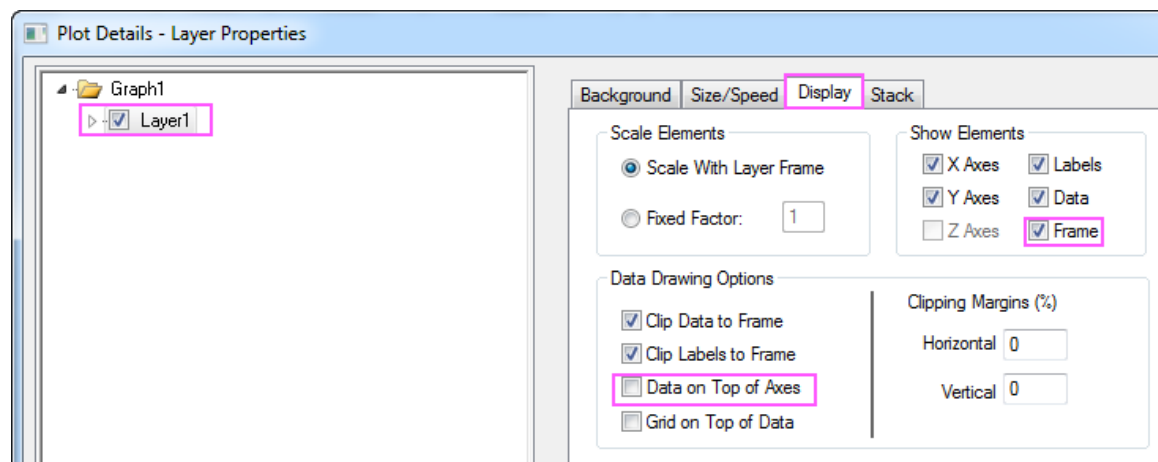 Plot Details - Layer Properties
Graph1
Layer1
Background Size/Speed Display Stack
Scale Elements
Scale With Layer Frame
Fixed Factor: 1
Show Elements
X Axes Labels
Y Axes Data
Z Axes Frame
Data Drawing Options
Clip Data to Frame
Clip Labels to Frame
Data on Top of Axes
Grid on Top of Data
Clipping Margins (%)
Horizontal 0
Vertical 0